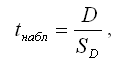 t_набл = D / S_D ,